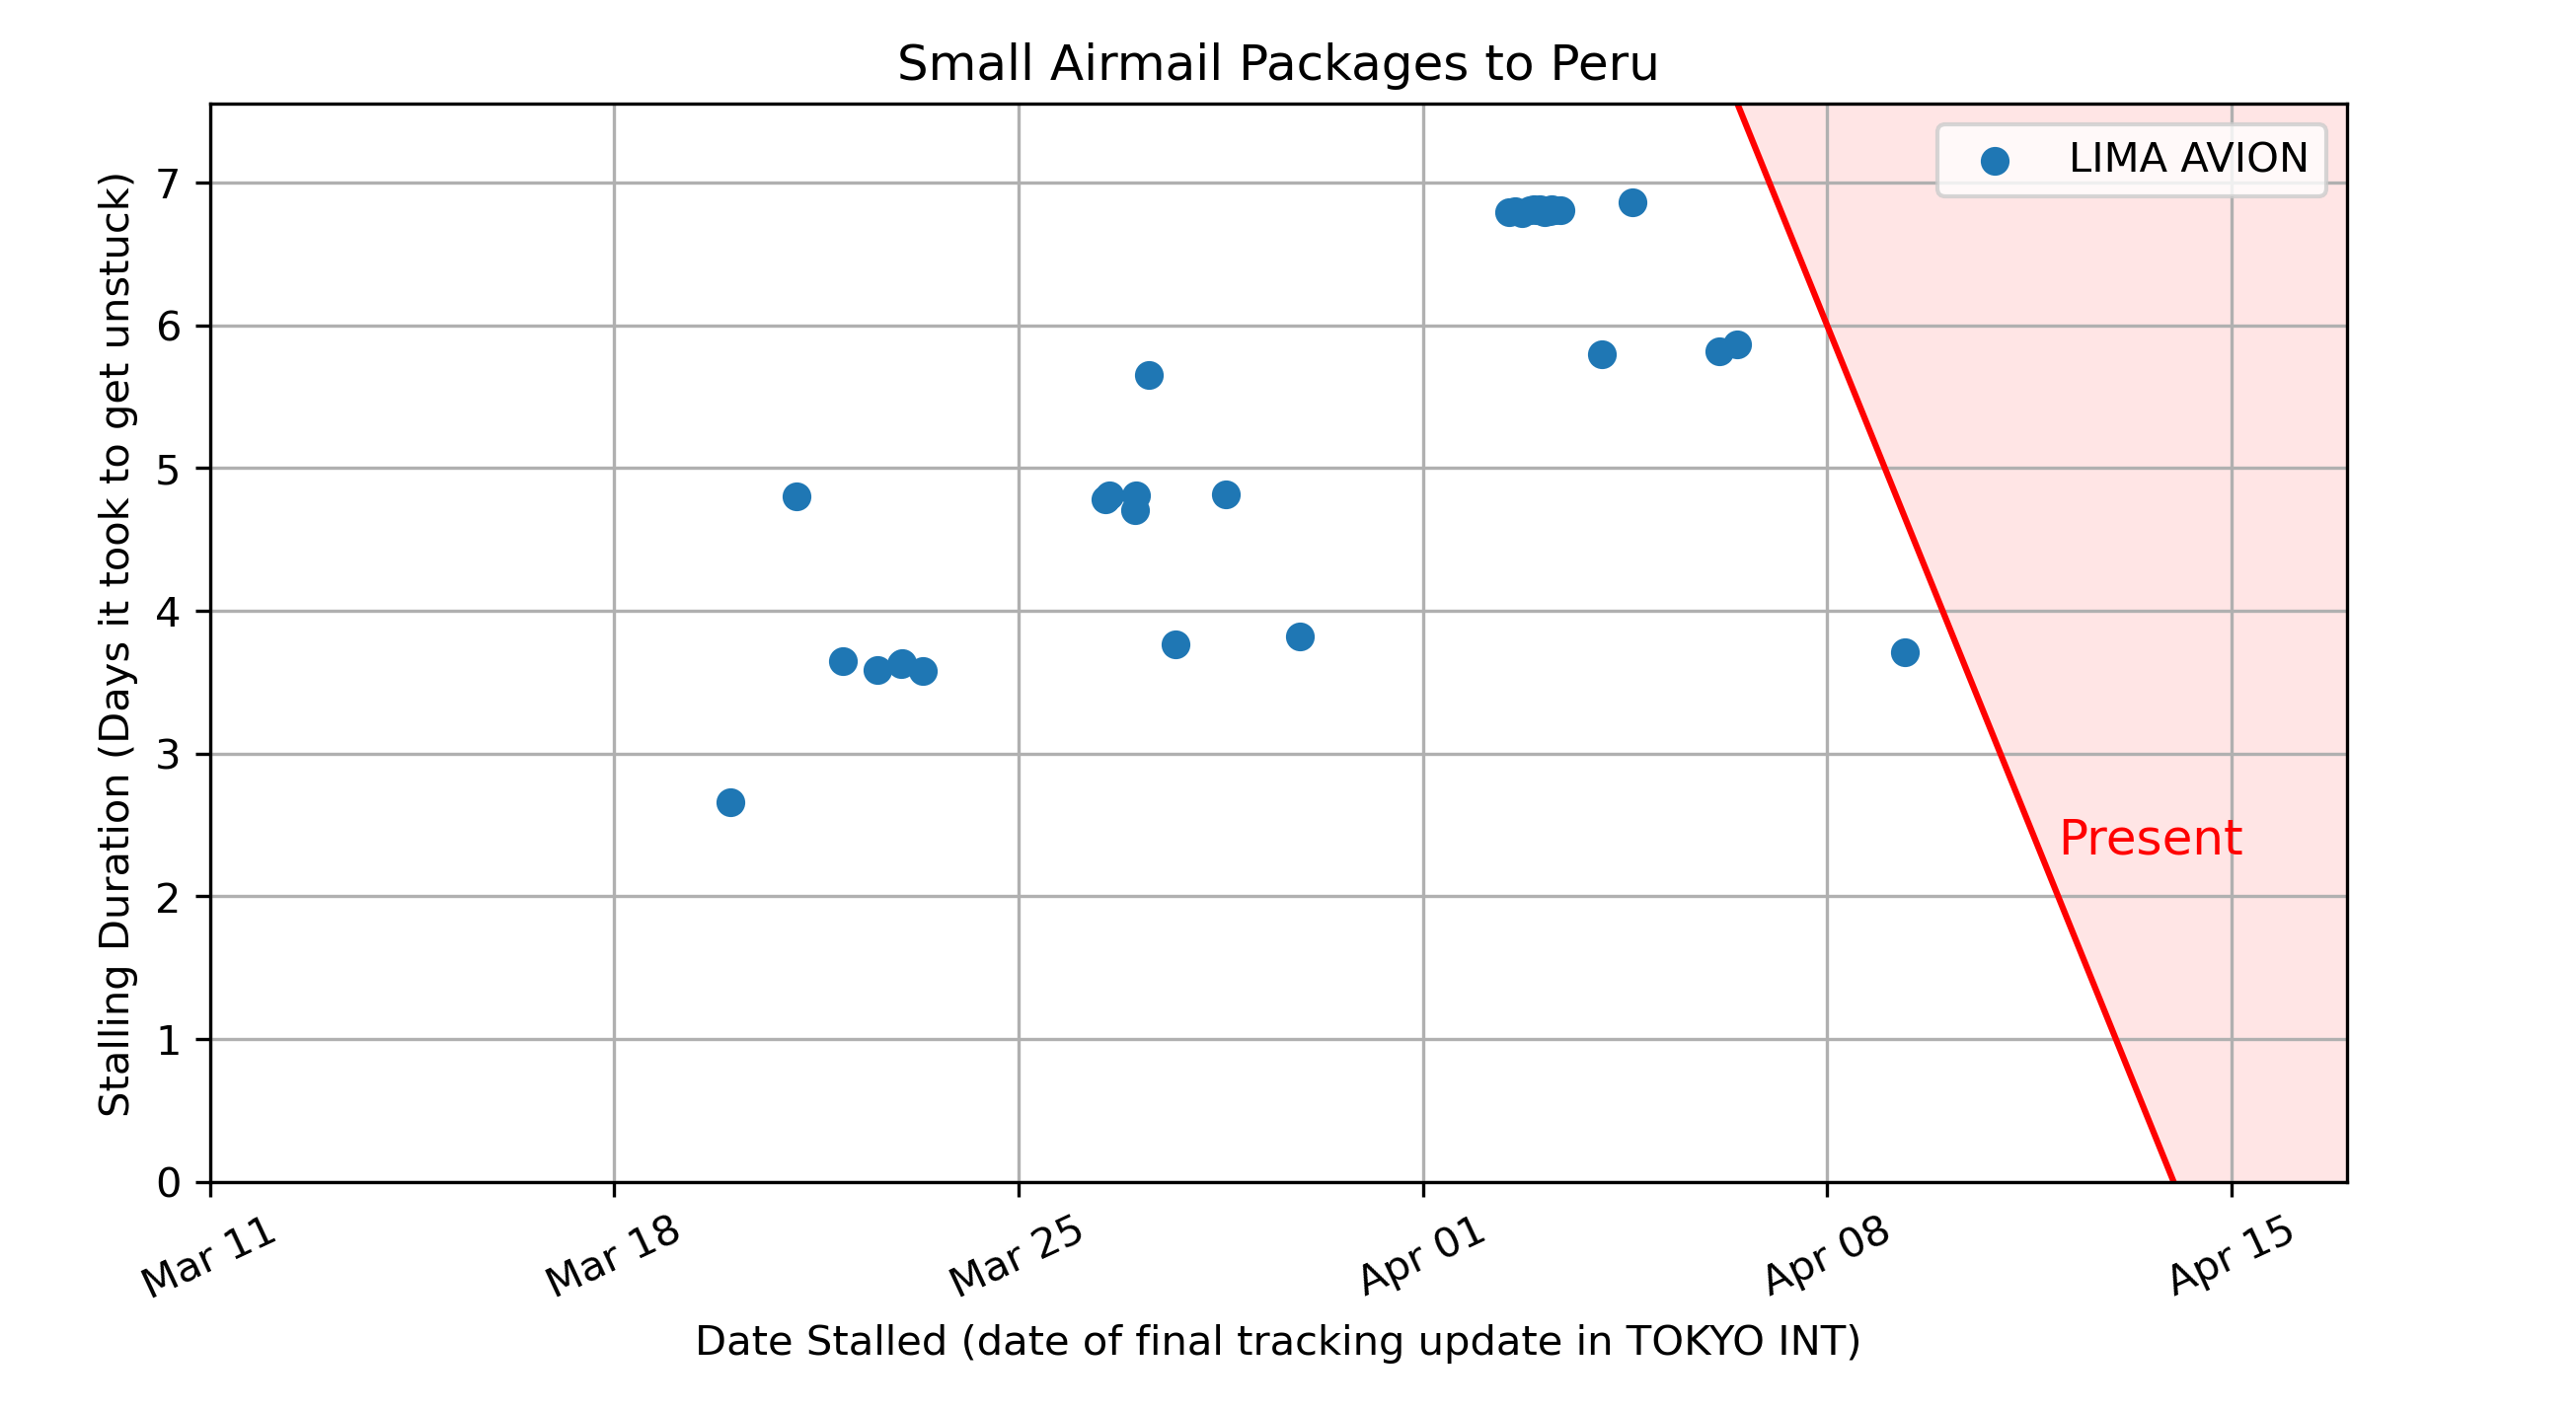 Small Airmail Packages to Peru
LIMA AVION
Stalling Duration (Days it took to get unstuck)
7
6
5
4
3
2
1
0
Present
Mar 11
Mar 18
Mar 25
Apr 01
Apr 08
Apr 15
Date Stalled (date of final tracking update in TOKYO INT)